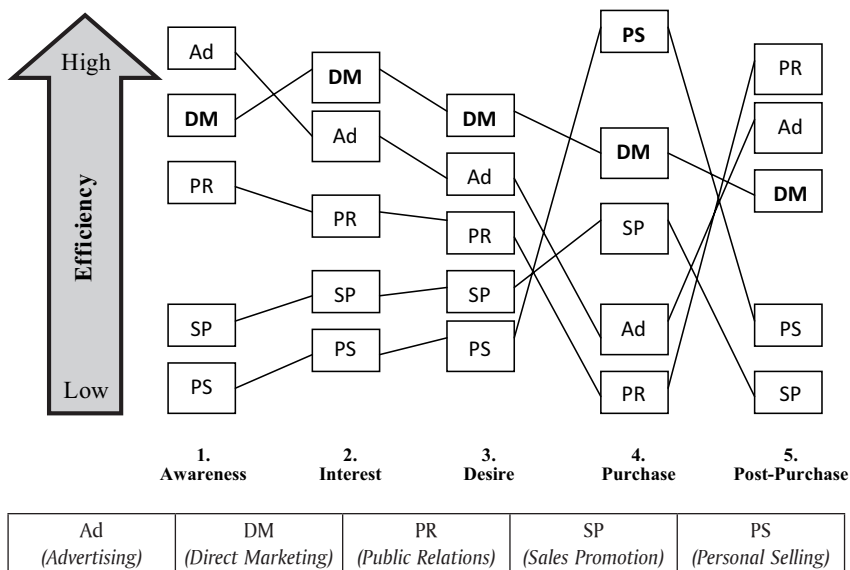 High
Efficiency
Low
Ad
DM
PR
SP
PS
DM
Ad
PR
SP
PS
DM
Ad
PR
SP
PS
PS
DM
SP
Ad
PR
PR
Ad
DM
PS
SP
1.
Awareness
2.
Interest
3.
Desire
4.
Purchase
5.
Post-Purchase
Ad
(Advertising)
DM
(Direct Marketing)
PR
(Public Relations)
SP
(Sales Promotion)
PS
(Personal Selling)